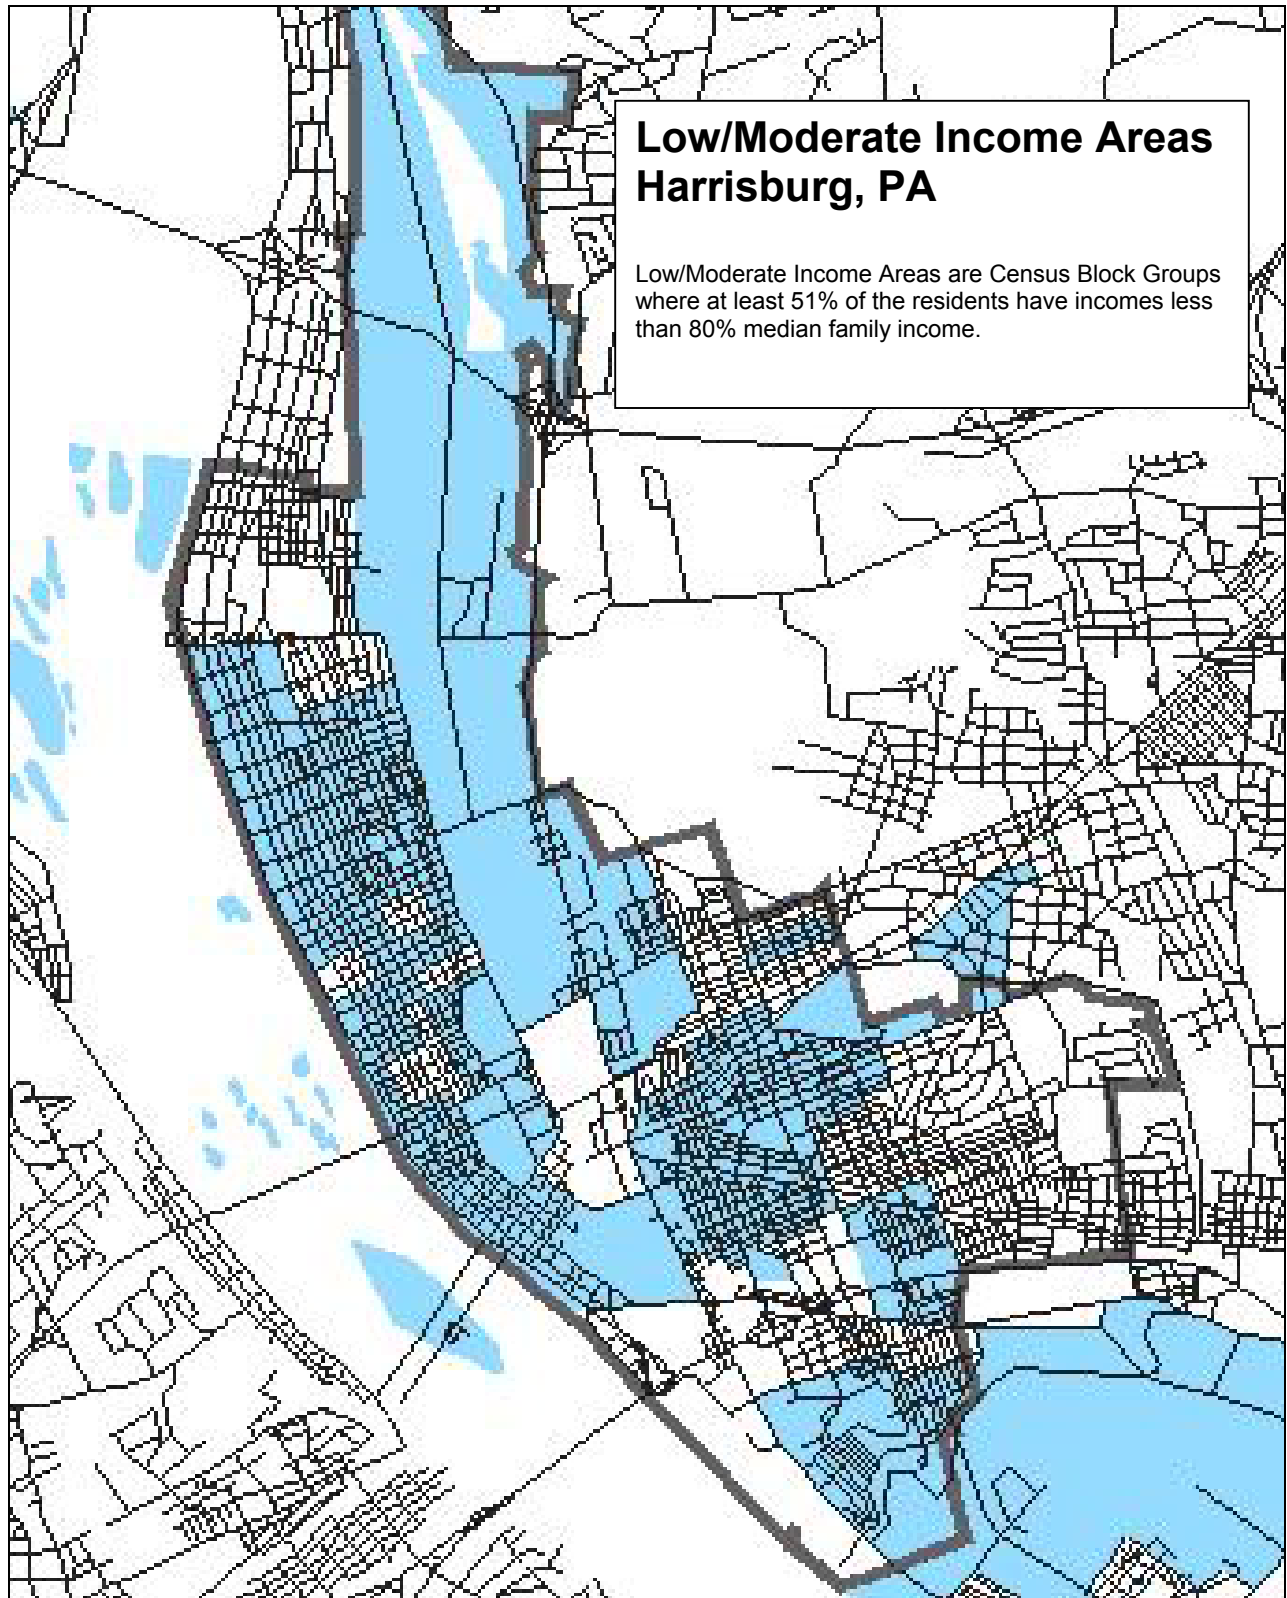 Low/Moderate Income Areas
Harrisburg, PA
Low/Moderate Income Areas are Census Block Groups
where at least 51% of the residents have incomes less
than 80% median family income.